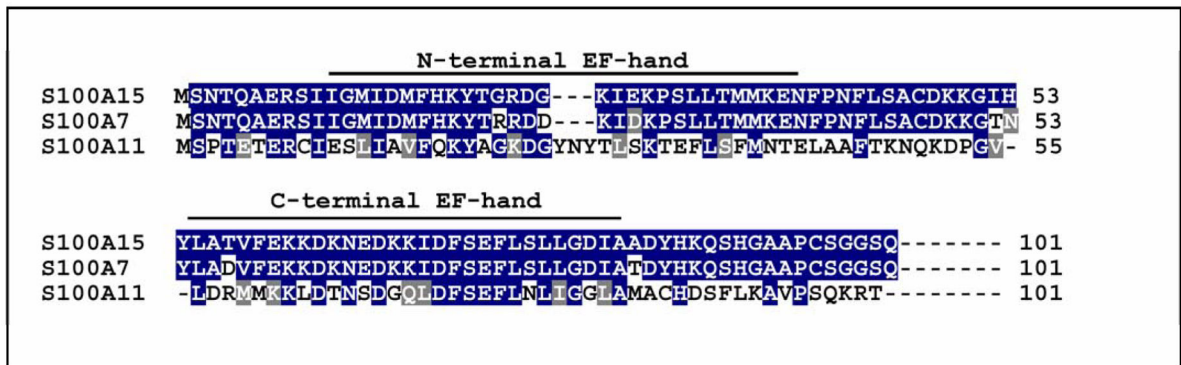 N-terminal EF-hand
S100A15 MSNTQAERSIIGMIDMFHKYTGRDG---KIEKPSLLTMMKENFPNFLSACDKKGIH 53
S100A7 MSNTQAERSIIGMIDMFHKYTRRDD---KIDKPSLLTMMKENFPNFLSACDKKGTN 53
S100A11 MSPTETERCIESLIAVFQKYAGKDGYNYTLSKTEFLSFMNTELAAFTKNQKDPGV- 55
C-terminal EF-hand
S100A15 YLATVFEKKDKNEDKKIDFSEFLSLLGDIAADYHKQSHGAAPCSGGSQ------- 101
S100A7 YLADVFEKKDKNEDKKIDFSEFLSLLGDIATDYHKQSHGAAPCSGGSQ------- 101
S100A11 -LDRMMKKLDTNSDGQLDFSEFLNLIGGLAMACHDSFLKAVPSQKRT-------- 101